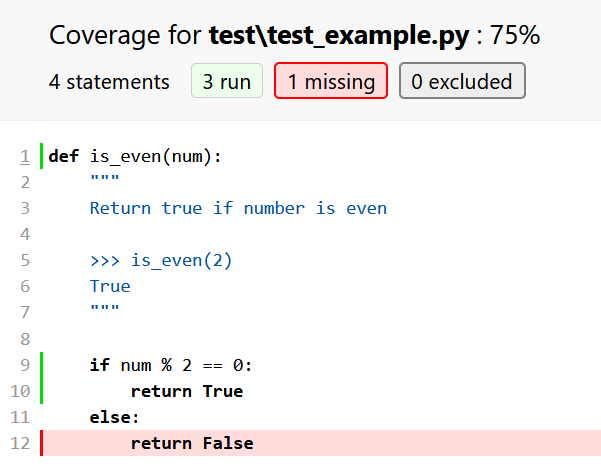 Coverage for test\test_example.py : 75%
4 statements 3 run 1 missing 0 excluded
1 def is_even(num):
2 """
3 Return true if number is even
4
5 >>> is_even(2)
6 True
7 """
8
9 if num % 2 == 0:
10 return True
11 else:
12 return False